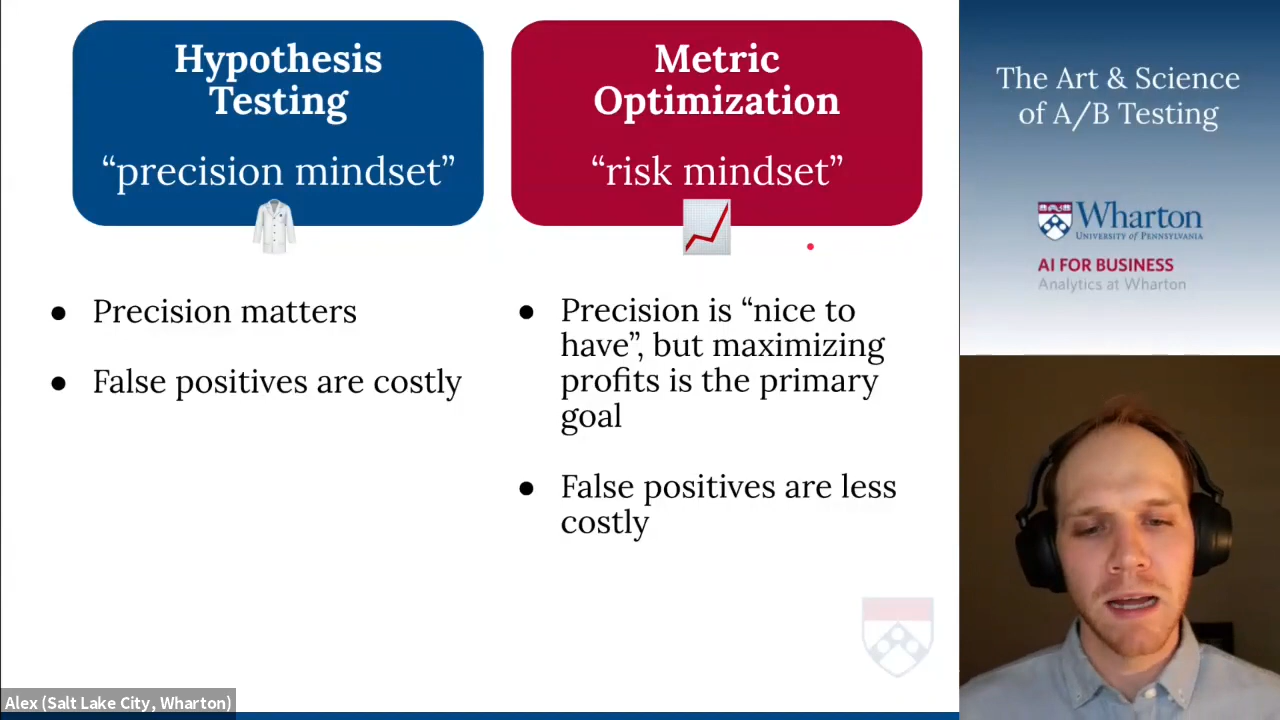 Hypothesis
Testing
“precision mindset”
Metric
Optimization
“risk mindset”
● Precision matters
● False positives are costly
● Precision is “nice to
have”, but maximizing
profits is the primary
goal
● False positives are less
costly
The Art & Science
of A/B Testing
Wharton
UNIVERSITY of PENNSYLVANIA
AI FOR BUSINESS
Analytics at Wharton
Alex (Salt Lake City, Wharton)